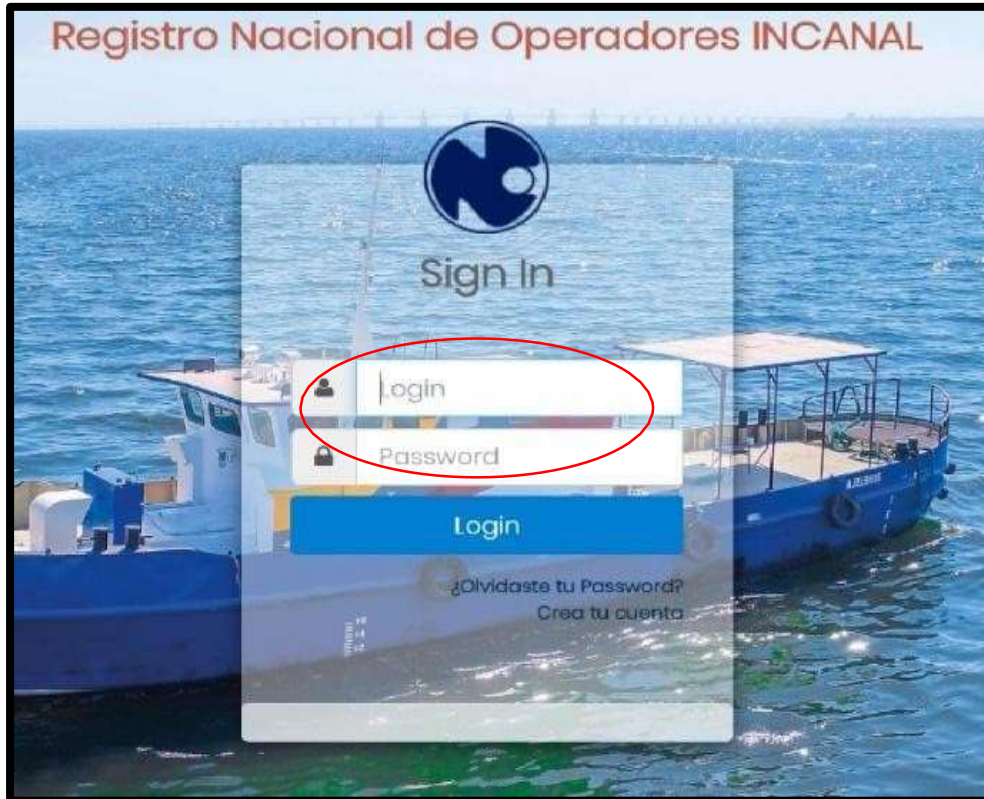 Registro Nacional de Operadores INCANAL
Sign In
Login
Password
Login
¿Olvidaste tu Password?
Crea tu cuenta